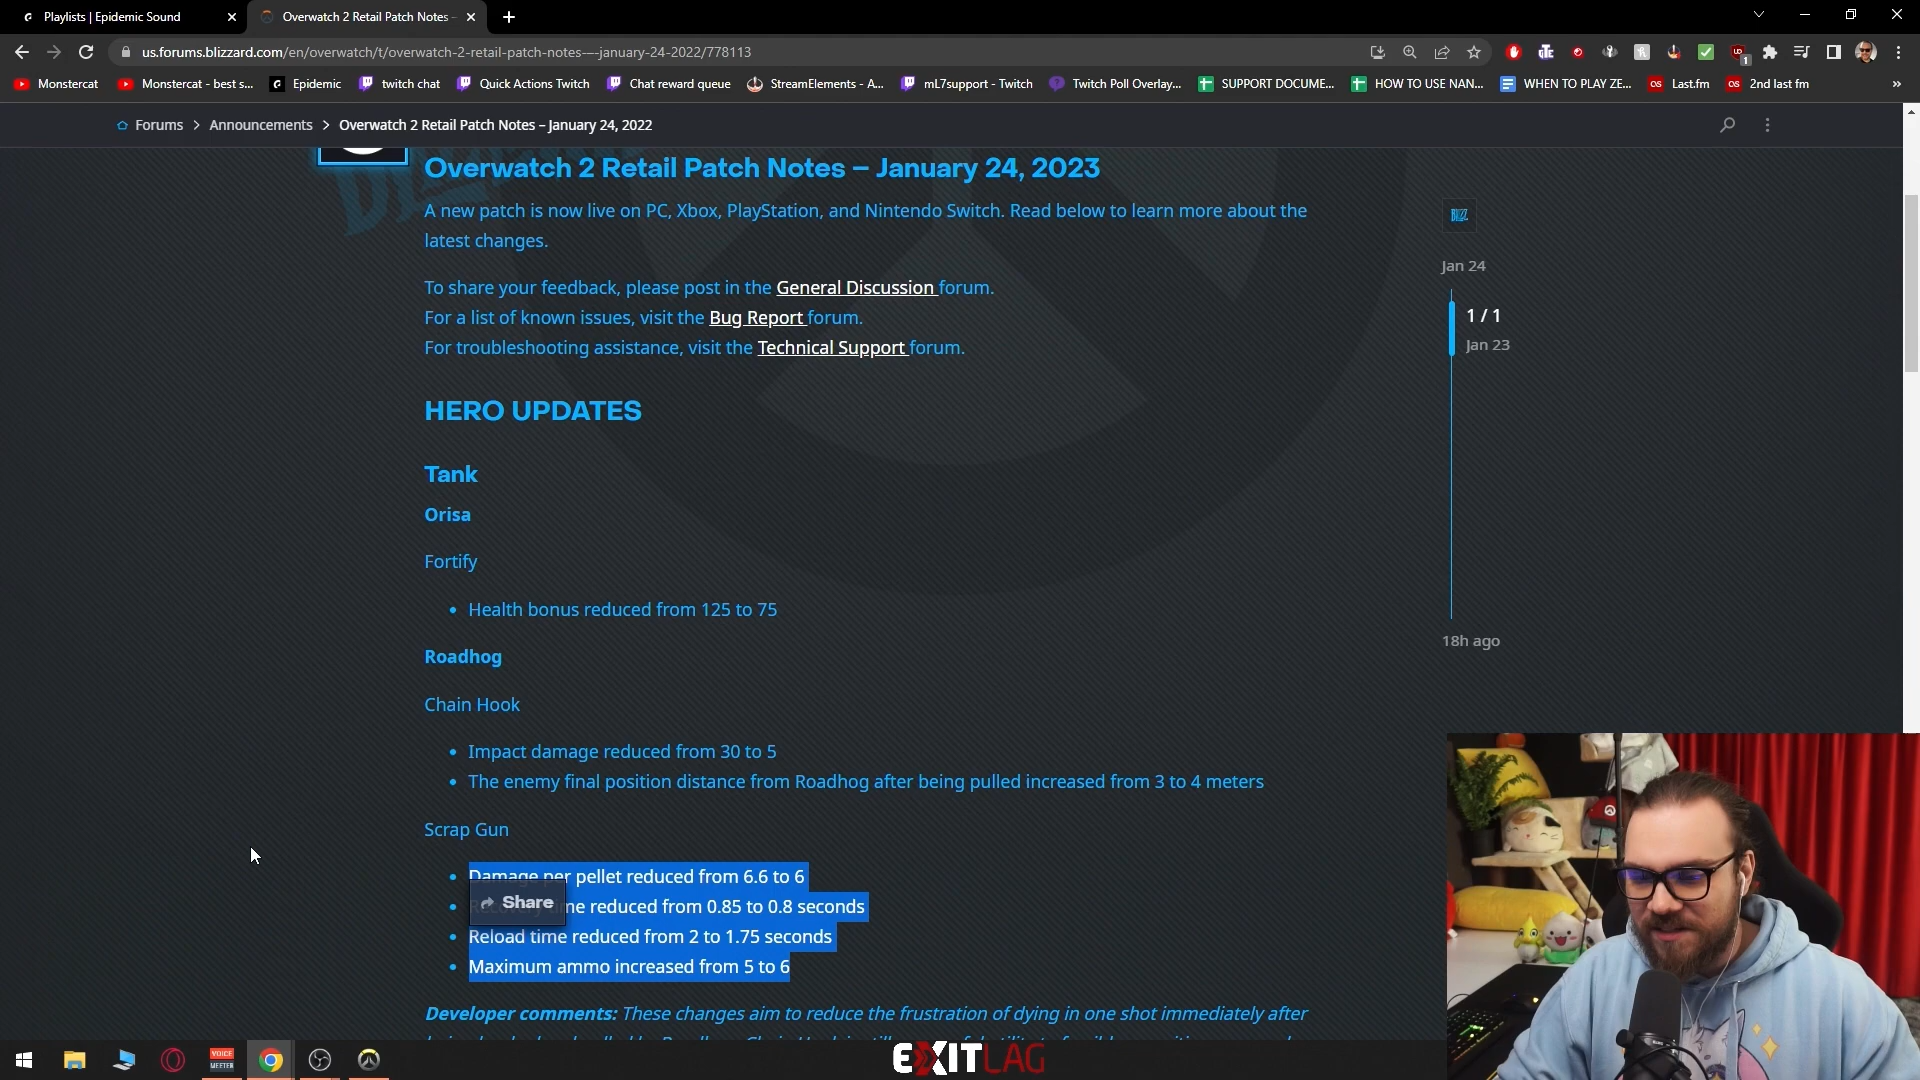 Playlists | Epidemic Sound
Overwatch 2 Retail Patch Notes -
us.forums.blizzard.com/en/overwatch/t/overwatch-2-retail-patch-notes-–-january-24-2022/778113
Monstercat
Monstercat - best s...
Epidemic
twitch chat
Quick Actions Twitch
Chat reward queue
StreamElements - A...
mL7support - Twitch
Twitch Poll Overlay...
SUPPORT DOCUME...
HOW TO USE NAN...
WHEN TO PLAY ZE...
Last.fm
2nd last fm
Forums > Announcements > Overwatch 2 Retail Patch Notes – January 24, 2022
Overwatch 2 Retail Patch Notes – January 24, 2023
A new patch is now live on PC, Xbox, PlayStation, and Nintendo Switch. Read below to learn more about the
latest changes.
To share your feedback, please post in the General Discussion forum.
For a list of known issues, visit the Bug Report forum.
For troubleshooting assistance, visit the Technical Support forum.
HERO UPDATES
Tank
Orisa
Fortify
• Health bonus reduced from 125 to 75
Roadhog
Chain Hook
• Impact damage reduced from 30 to 5
• The enemy final position distance from Roadhog after being pulled increased from 3 to 4 meters
Scrap Gun
• Damage per pellet reduced from 6.6 to 6
Share
• Recovery time reduced from 0.85 to 0.8 seconds
• Reload time reduced from 2 to 1.75 seconds
• Maximum ammo increased from 5 to 6
Developer comments: These changes aim to reduce the frustration of dying in one shot immediately after
BLIZZ
Jan 24
1 / 1
Jan 23
18h ago
VOICE
MEETER
EXITLAG